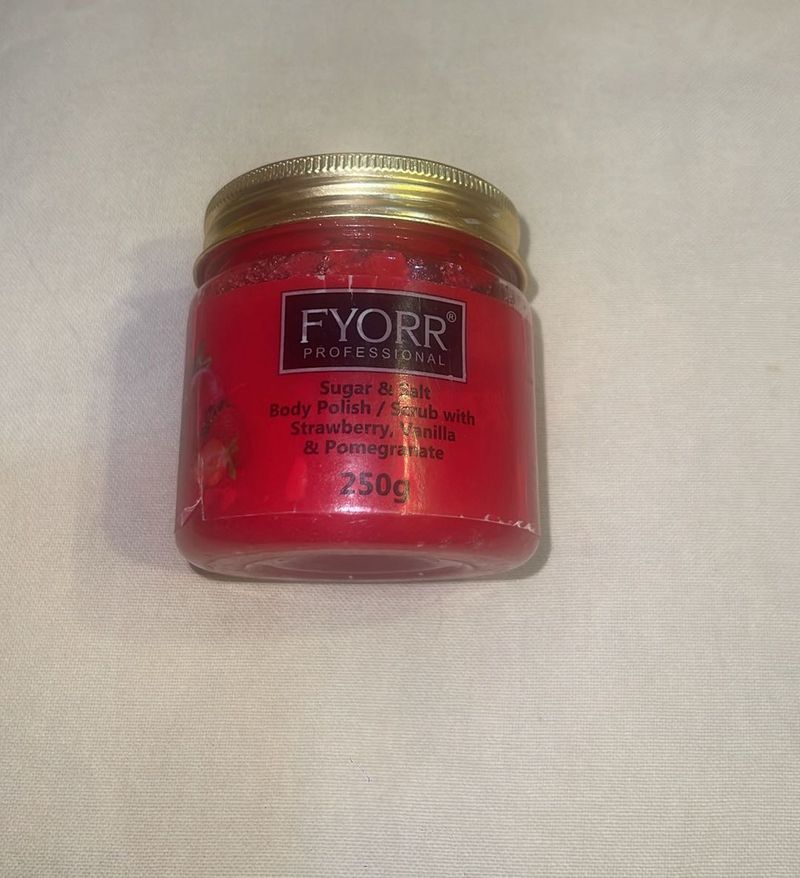 FYORR®
PROFESSIONAL
Sugar & Salt
Body Polish / Scrub with
Strawberry, Vanilla
& Pomegranate
250g